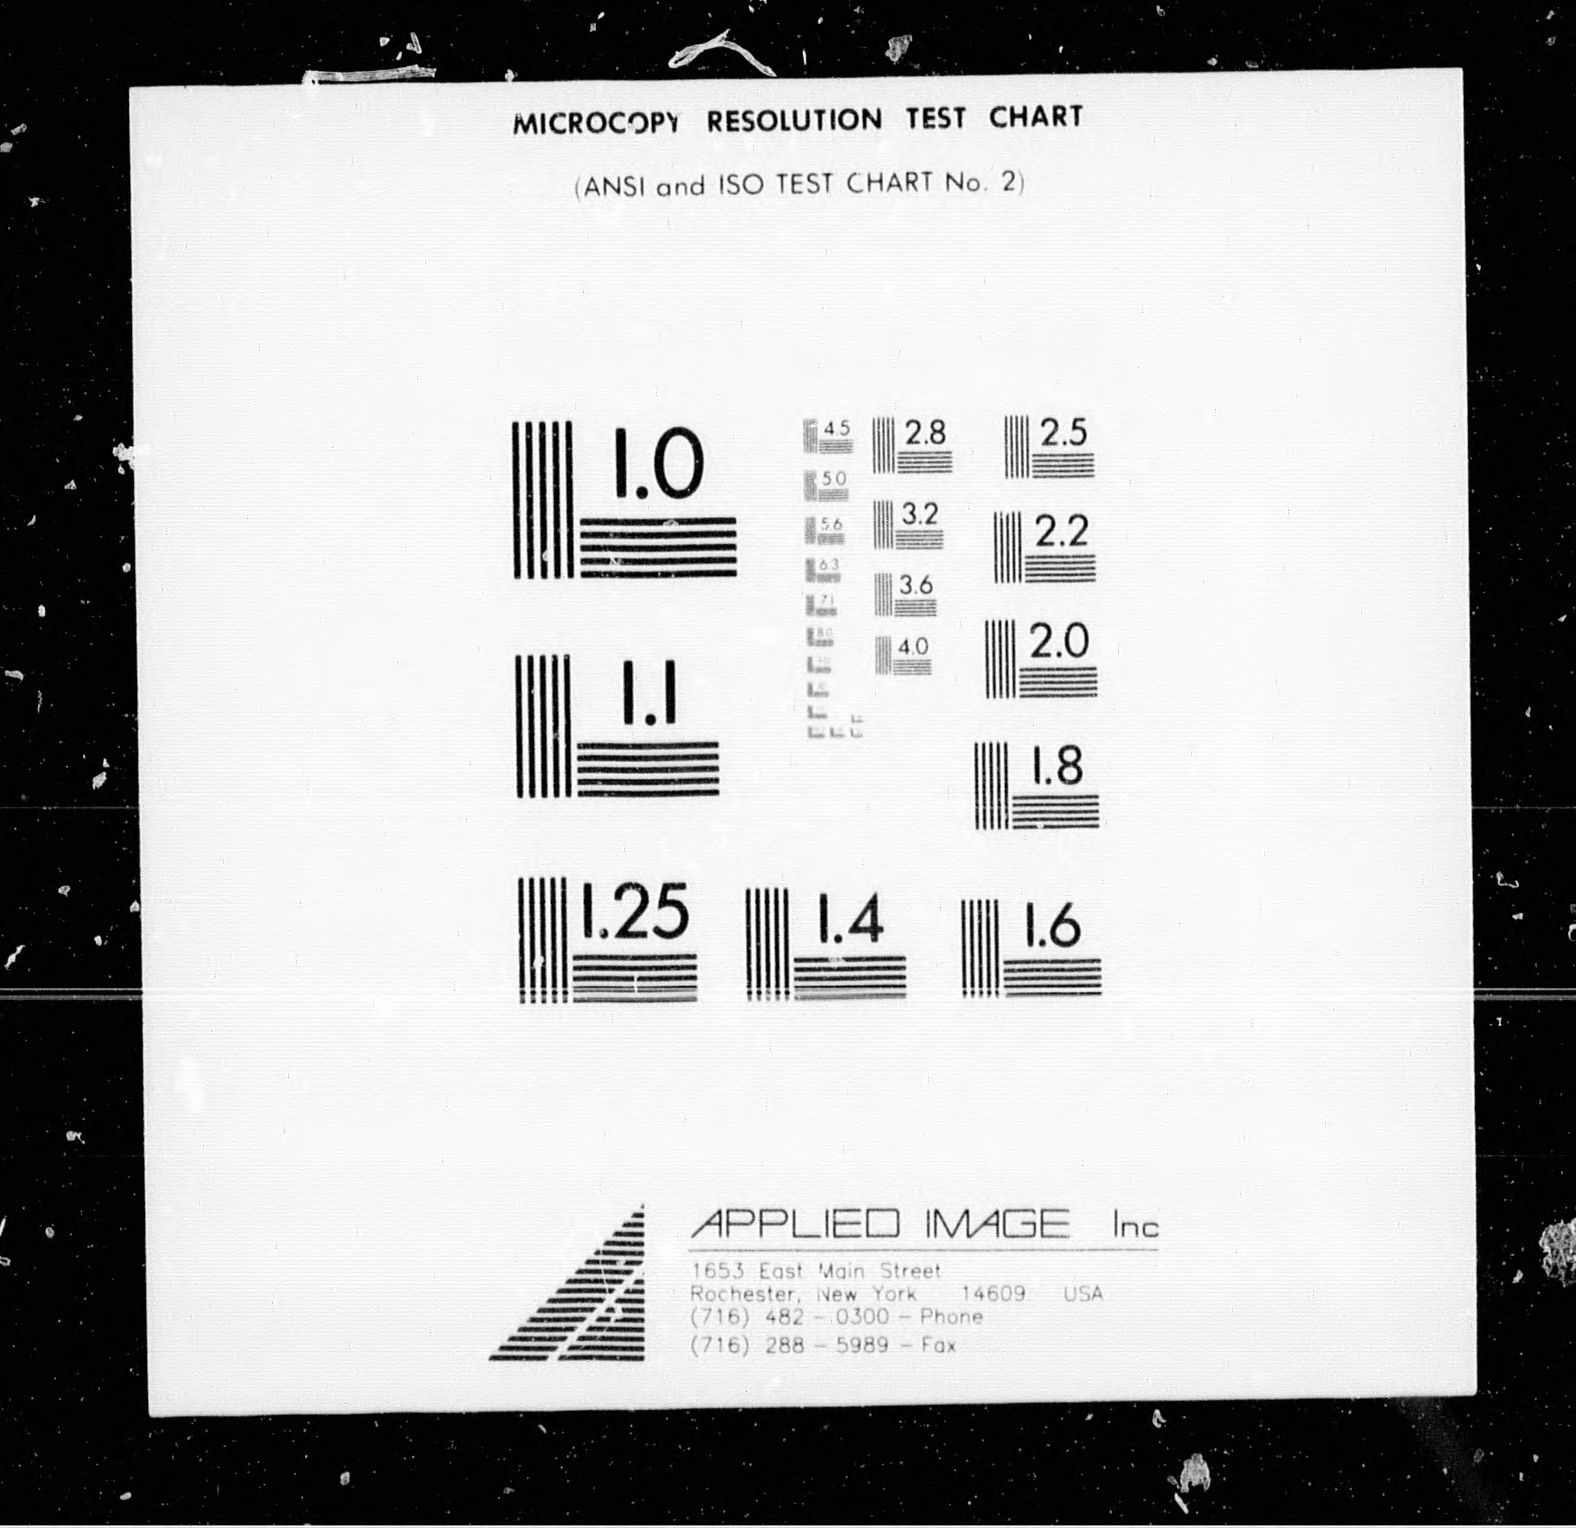 MICROCOPY RESOLUTION TEST CHART
(ANSI and ISO TEST CHART No. 2)
1.0
1.1
1.25
1.4
1.6
1.8
2.0
2.2
2.5
2.8
3.2
3.6
4.0
4.5
5.0
5.6
6.3
7.1
8.0
APPLIED IMAGE Inc
1653 East Main Street
Rochester, New York 14609 USA
(716) 482 - 0300 - Phone
(716) 288 - 5989 - Fax